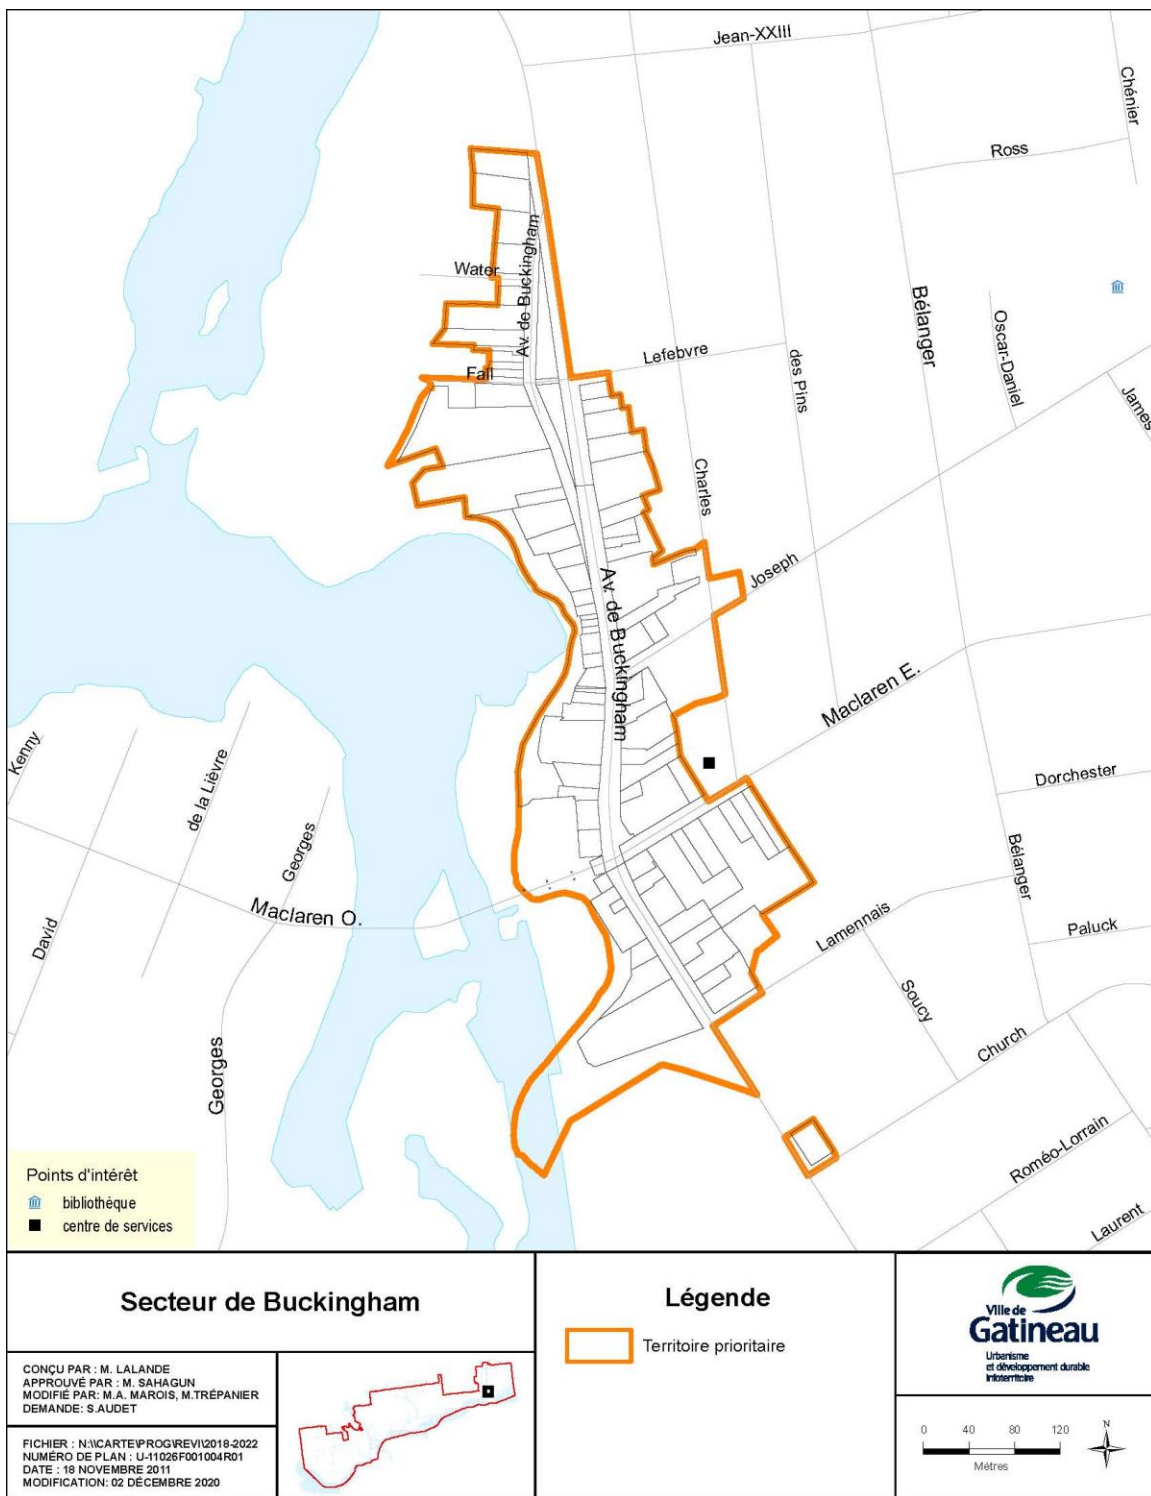 Jean-XXIII
Chénier
Ross
Av. de Buckingham
Water
Bélanger
Oscar-Daniel
Lefebvre
des Pins
Fall
James
Charles
Joseph
Av. de Buckingham
Maclaren E.
Kenny
de la Lièvre
Dorchester
Georges
Bélanger
Maclaren O.
Lamennais
Paluck
David
Soucy
Church
Georges
Roméo-Lorrain
Laurent
Points d'intérêt
bibliothèque
centre de services
Secteur de Buckingham
Légende
Territoire prioritaire
Ville de
Gatineau
Urbanisme
et développement durable
Infoterritoire
CONÇU PAR : M. LALANDE
APPROUVÉ PAR : M. SAHAGUN
MODIFIÉ PAR: M.A. MAROIS, M.TRÉPANIER
DEMANDE: S.AUDET
FICHIER : N:\\CARTE\PROG\REVI\2018-2022
NUMÉRO DE PLAN : U-11026F001004R01
DATE : 18 NOVEMBRE 2011
MODIFICATION: 02 DÉCEMBRE 2020
0 40 80 120
Mètres
N